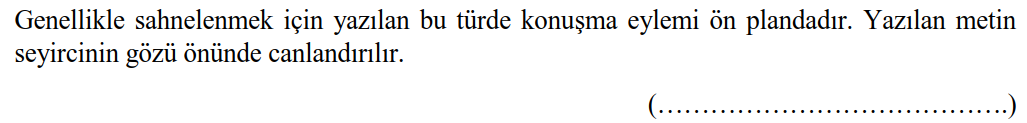 Genellikle sahnelenmek için yazılan bu türde konuşma eylemi ön plandadır. Yazılan metin
seyircinin gözü önünde canlandırılır.
(…………………………………….)